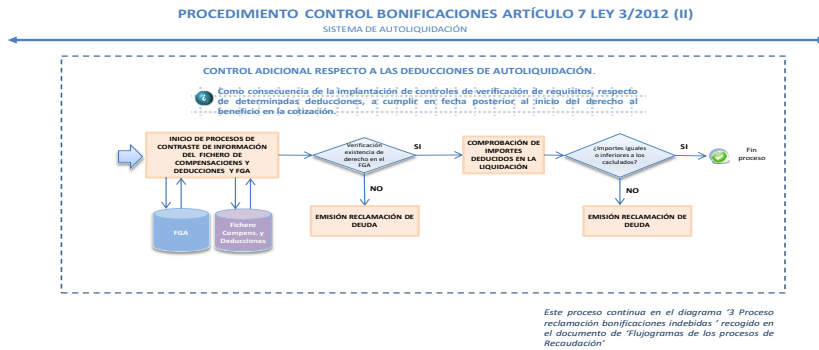 PROCEDIMIENTO CONTROL BONIFICACIONES ARTÍCULO 7 LEY 3/2012 (II)
SISTEMA DE AUTOLIQUIDACIÓN
CONTROL ADICIONAL RESPECTO A LAS DEDUCCIONES DE AUTOLIQUIDACIÓN.
Como consecuencia de la implantación de controles de verificación de requisitos, respecto
de determinadas deducciones, a cumplir en fecha posterior al inicio del derecho al
beneficio en la cotización.
INICIO DE PROCESOS DE
CONTRASTE DE INFORMACIÓN
DEL FICHERO DE
COMPENSACIOENS Y
DEDUCCIONES Y FGA
Verificación
existencia de
derecho en el
FGA
SI
COMPROBACIÓN DE
IMPORTES
DEDUCIDOS EN LA
LIQUIDACIÓN
¿Importes iguales
o inferiores a los
caclulados?
SI
Fin
proceso
NO
NO
EMISIÓN RECLAMACIÓN DE
DEUDA
EMISIÓN RECLAMACIÓN DE
DEUDA
FGA
Fichero
Compens. y
Deducciones
Este proceso continua en el diagrama ‘3 Proceso
reclamación bonificaciones indebidas ’ recogido en
el documento de ‘Flujogramas de los procesos de
Recaudación’